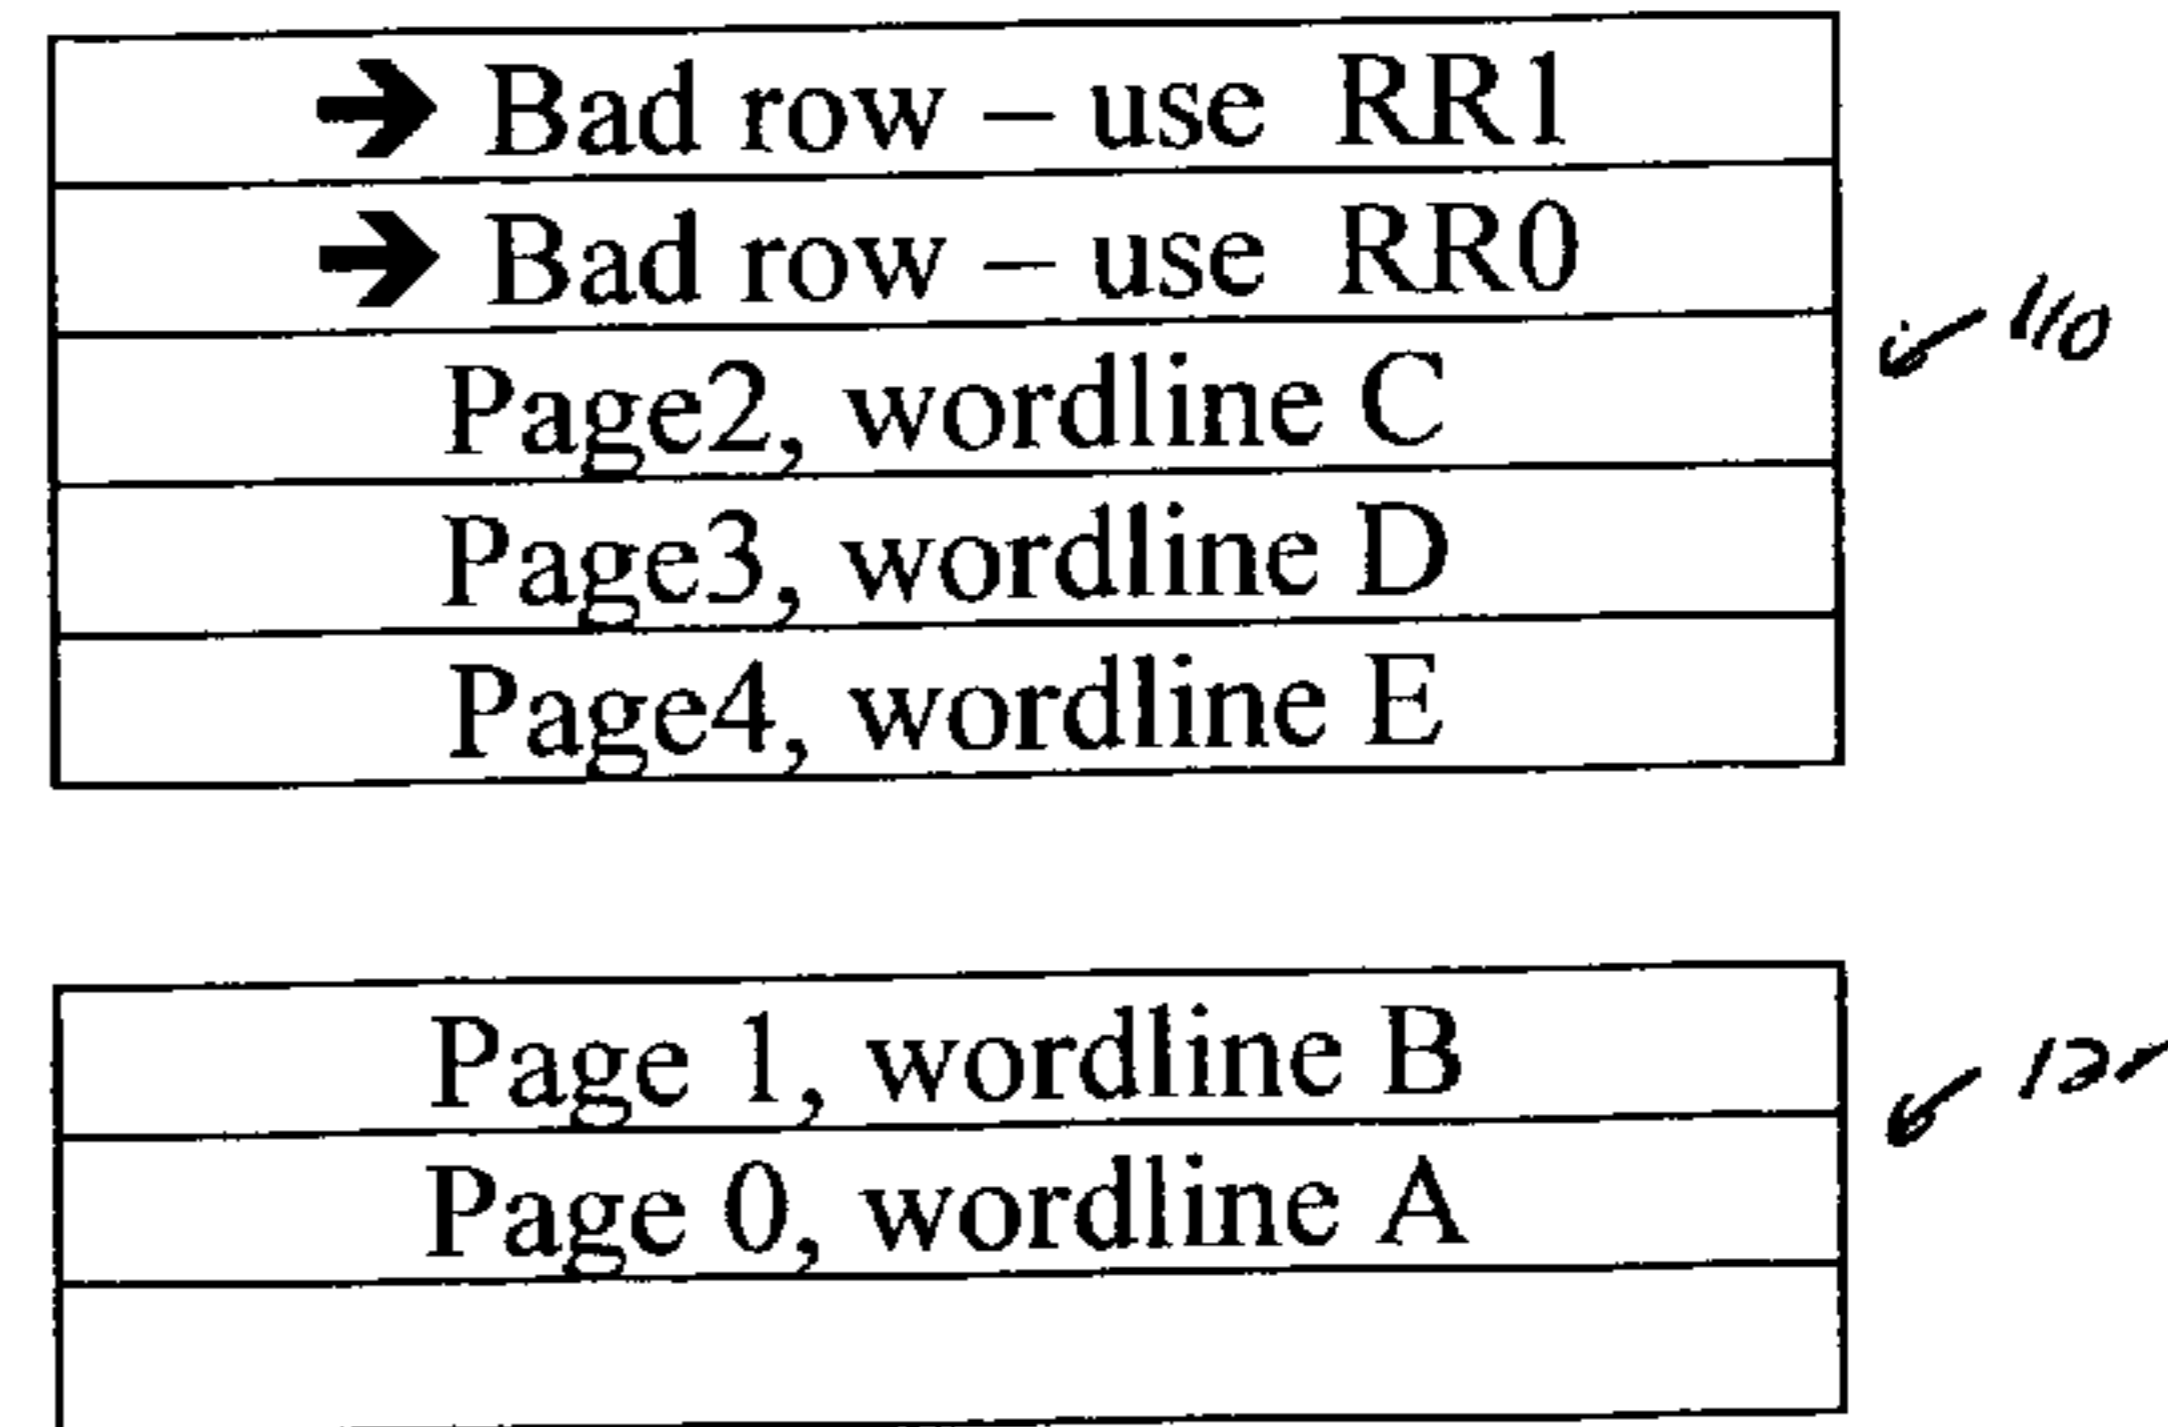 ➔ Bad row – use RR1
➔ Bad row – use RR0
110
Page2, wordline C
Page3, wordline D
Page4, wordline E
Page 1, wordline B
Page 0, wordline A